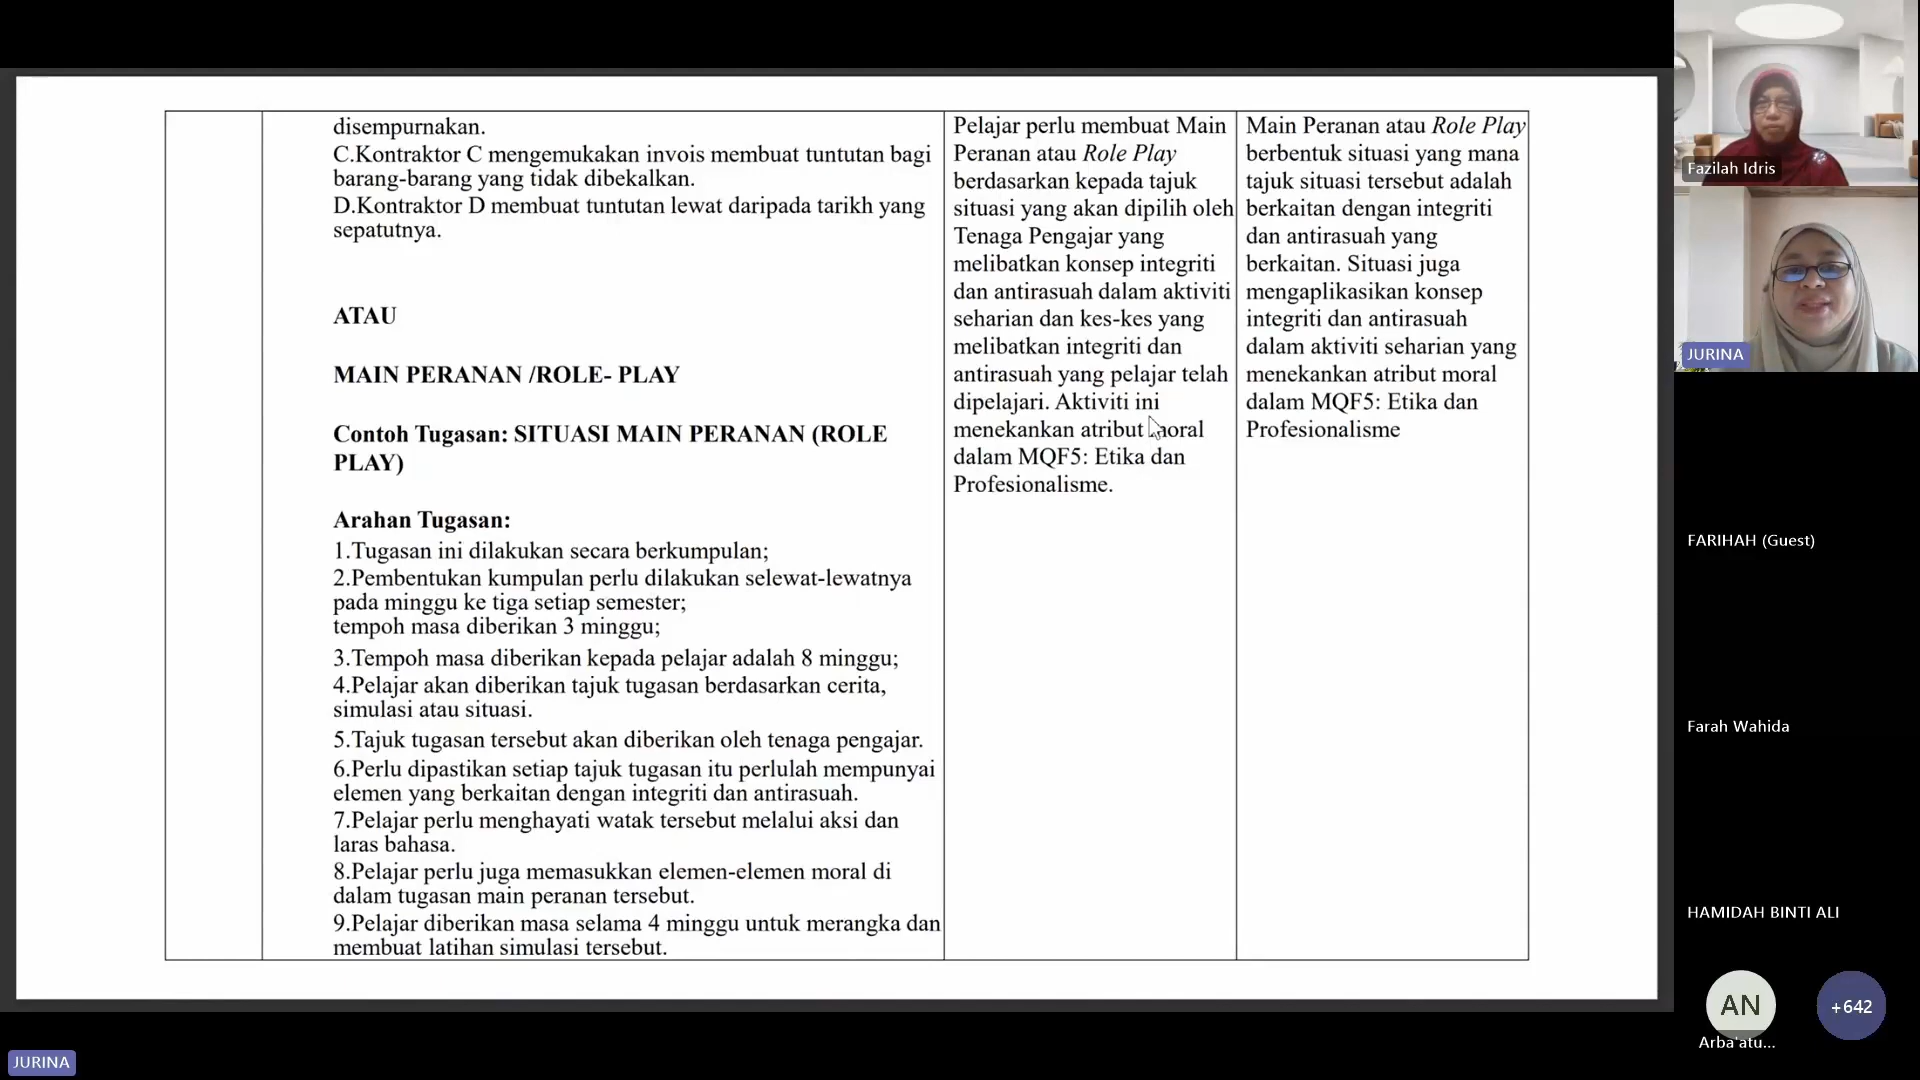 disempurnakan.
C.Kontraktor C mengemukakan invois membuat tuntutan bagi
barang-barang yang tidak dibekalkan.
D.Kontraktor D membuat tuntutan lewat daripada tarikh yang
sepatutnya.
ATAU
MAIN PERANAN /ROLE- PLAY
Contoh Tugasan: SITUASI MAIN PERANAN (ROLE
PLAY)
Arahan Tugasan:
1.Tugasan ini dilakukan secara berkumpulan;
2.Pembentukan kumpulan perlu dilakukan selewat-lewatnya
pada minggu ke tiga setiap semester;
tempoh masa diberikan 3 minggu;
3.Tempoh masa diberikan kepada pelajar adalah 8 minggu;
4.Pelajar akan diberikan tajuk tugasan berdasarkan cerita,
simulasi atau situasi.
5.Tajuk tugasan tersebut akan diberikan oleh tenaga pengajar.
6.Perlu dipastikan setiap tajuk tugasan itu perlulah mempunyai
elemen yang berkaitan dengan integriti dan antirasuah.
7.Pelajar perlu menghayati watak tersebut melalui aksi dan
laras bahasa.
8.Pelajar perlu juga memasukkan elemen-elemen moral di
dalam tugasan main peranan tersebut.
9.Pelajar diberikan masa selama 4 minggu untuk merangka dan
membuat latihan simulasi tersebut.
Pelajar perlu membuat Main
Peranan atau Role Play
berdasarkan kepada tajuk
situasi yang akan dipilih oleh
Tenaga Pengajar yang
melibatkan konsep integriti
dan antirasuah dalam aktiviti
seharian dan kes-kes yang
melibatkan integriti dan
antirasuah yang pelajar telah
dipelajari. Aktiviti ini
menekankan atribut moral
dalam MQF5: Etika dan
Profesionalisme.
Main Peranan atau Role Play
berbentuk situasi yang mana
tajuk situasi tersebut adalah
berkaitan dengan integriti
dan antirasuah yang
berkaitan. Situasi juga
mengaplikasikan konsep
integriti dan antirasuah
dalam aktiviti seharian yang
menekankan atribut moral
dalam MQF5: Etika dan
Profesionalisme
Fazilah Idris
JURINA
FARIHAH (Guest)
Farah Wahida
HAMIDAH BINTI ALI
AN
+642
Arba'atu...
JURINA